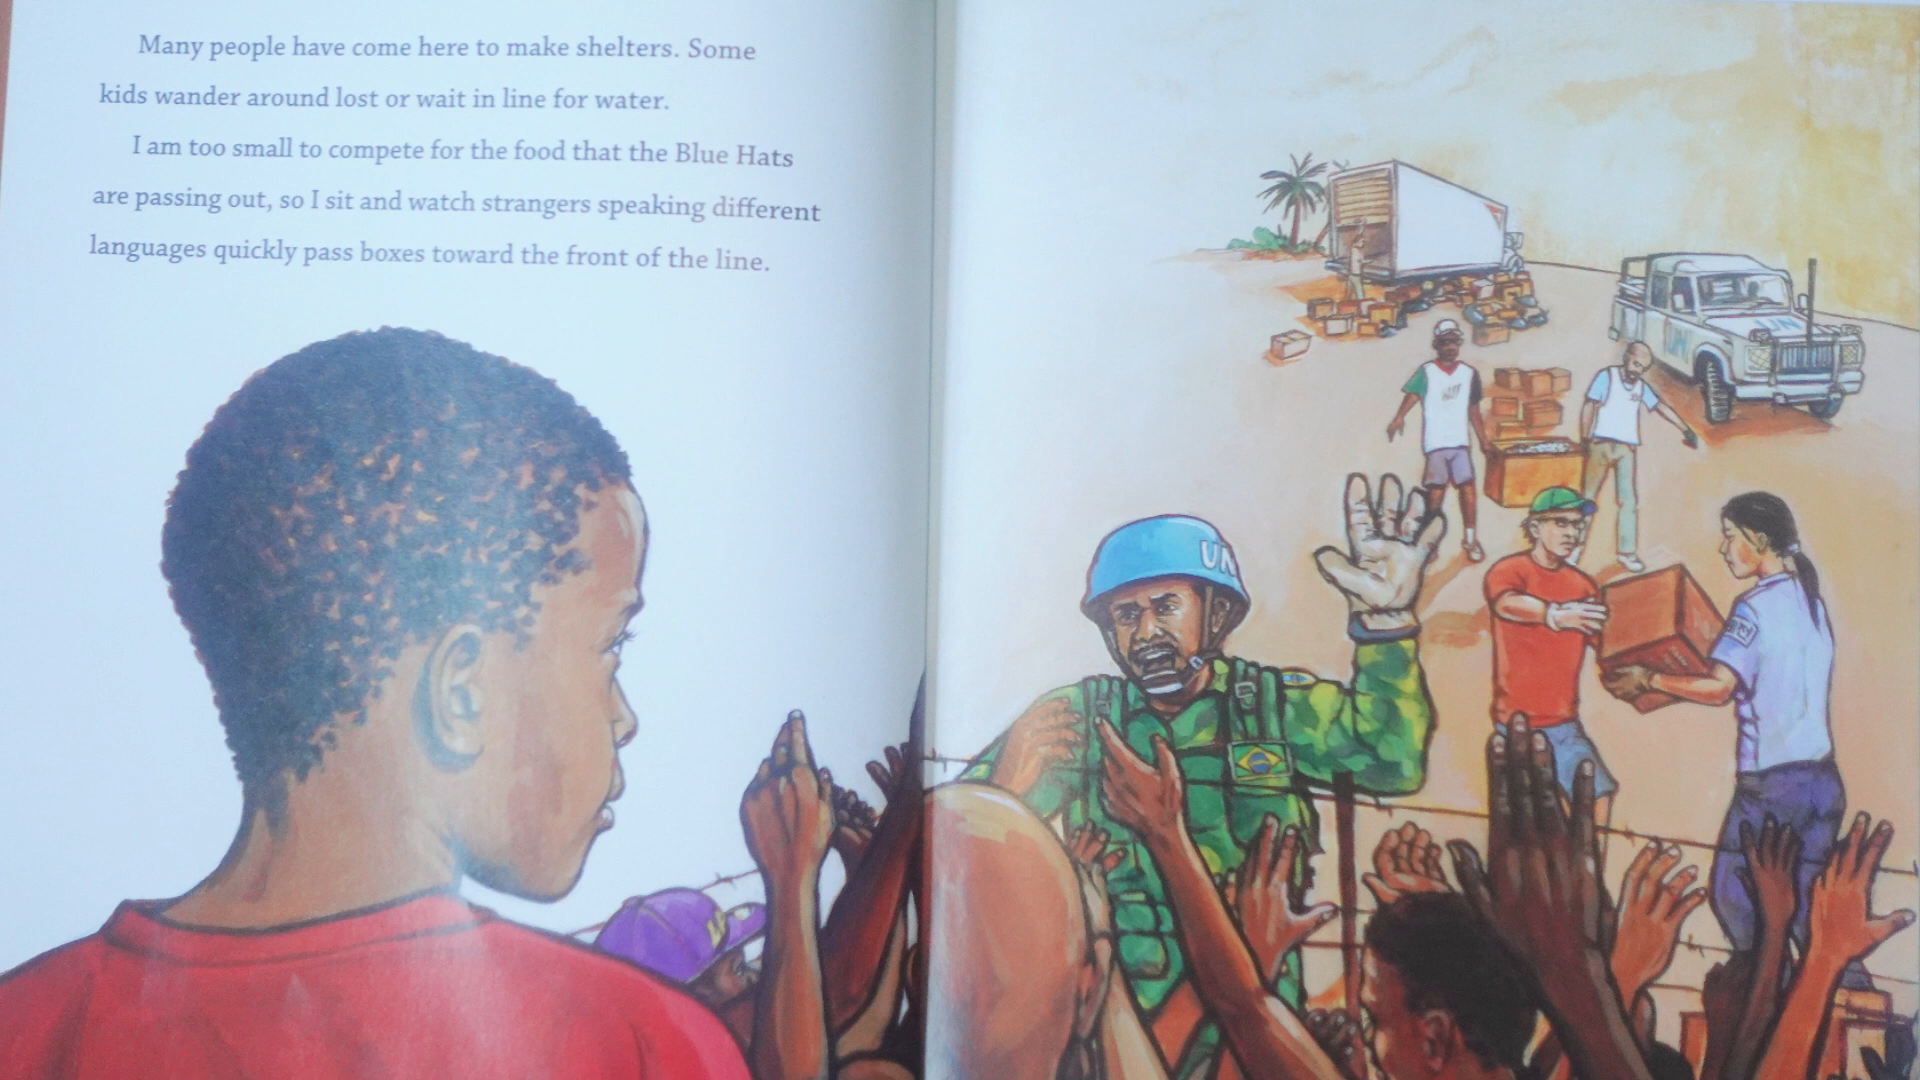 Many people have come here to make shelters. Some
kids wander around lost or wait in line for water.
I am too small to compete for the food that the Blue Hats
are passing out, so I sit and watch strangers speaking different
languages quickly pass boxes toward the front of the line.
UN
UN
UN